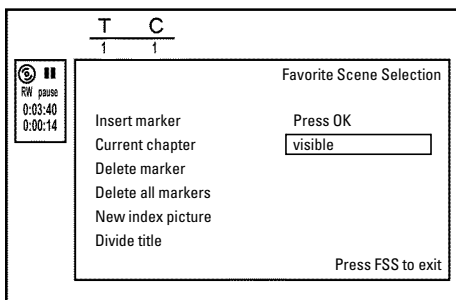 T C
1 1
RW pause
0:03:40
0:00:14
Favorite Scene Selection
Insert marker Press OK
Current chapter visible
Delete marker
Delete all markers
New index picture
Divide title
Press FSS to exit